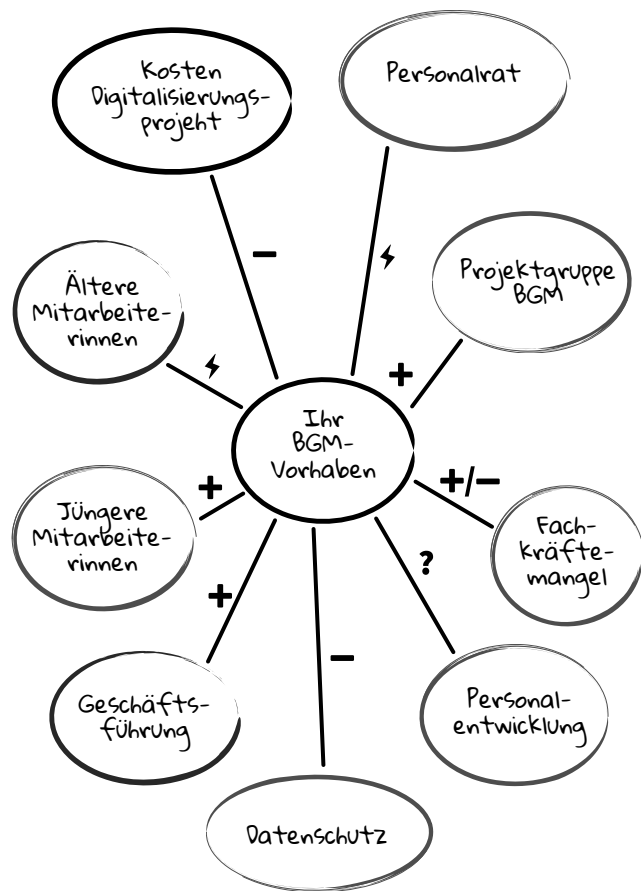 Kosten
Digitalisierungs-
projeht
Personalrat
−
⚡
Ältere
Mitarbeite-
rinnen
Projektgruppe
BGM
⚡
+
Ihr
BGM-
Vorhaben
+
+/−
Jüngere
Mitarbeite-
rinnen
Fach-
kräfte-
mangel
+
?
−
Geschäfts-
führung
Personal-
entwicklung
Datenschutz